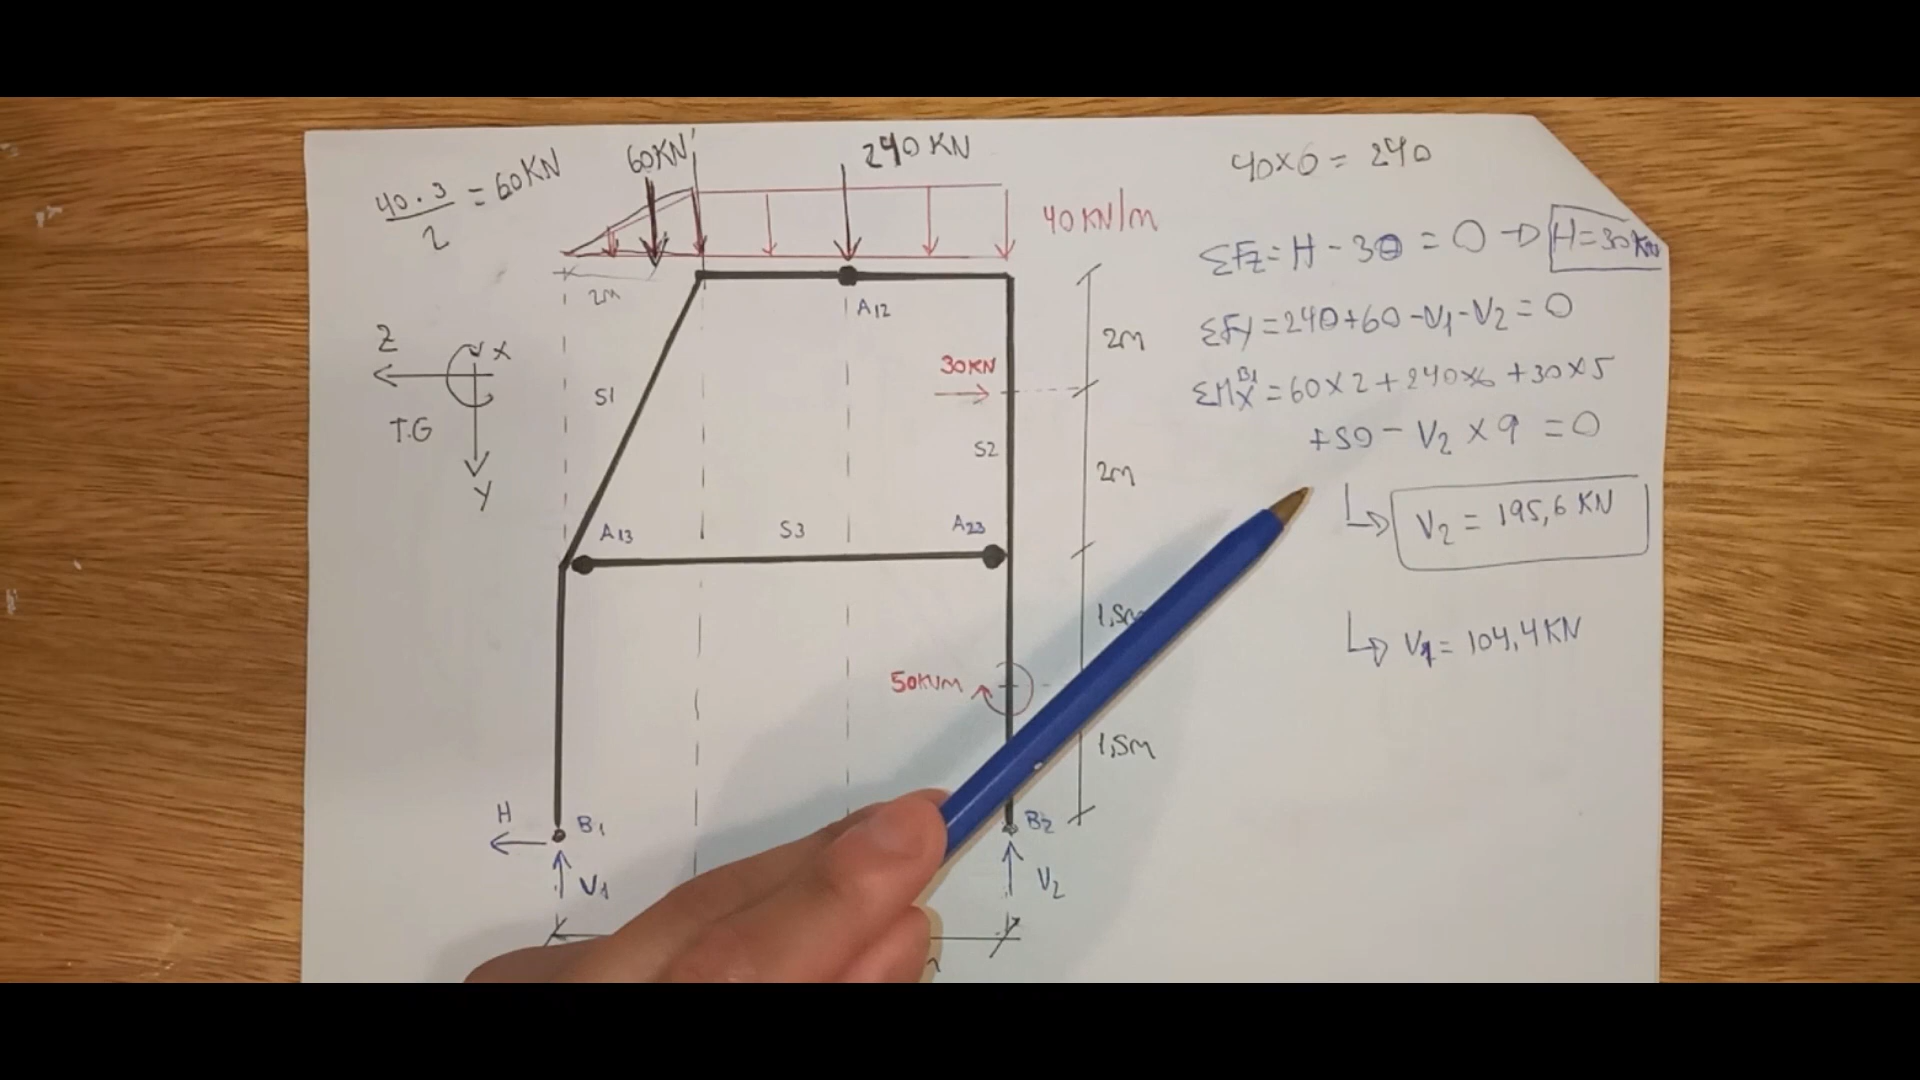 40 · 3 / 2 = 60KN
60KN
240 KN
40 KN/m
2m
Z
X
T.G
Y
S1
A12
30KN
S2
2m
2m
A13
S3
A23
50KNm
1,5m
H
B1
V1
B2
V2
40×6 = 240
ΣFz = H - 30 = 0 → H=30KN
ΣFy = 240+60 -V1 -V2 = 0
ΣMx^B1 = 60×2 + 240×6 + 30×5
+50 - V2 × 9 = 0
↳ V2 = 195,6 KN
↳ V1 = 104,4 KN